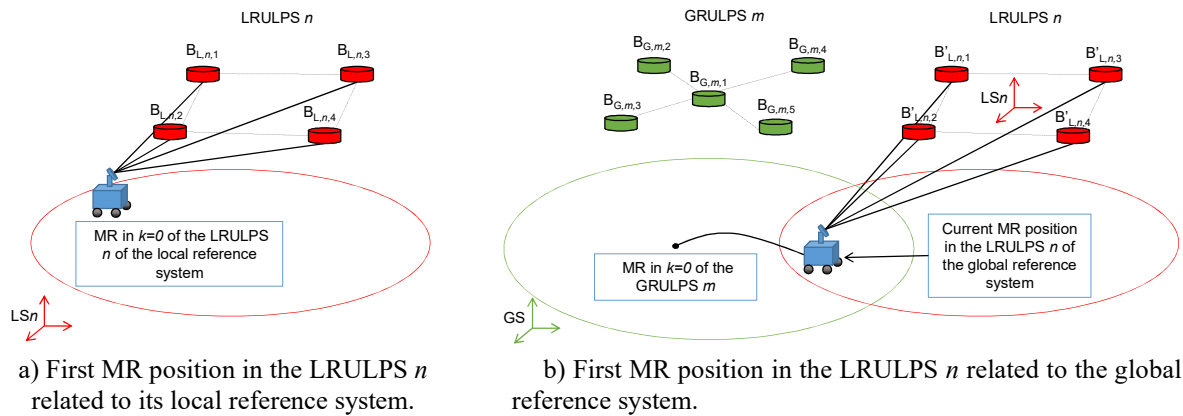 LRULPS n
B_L,n,1
B_L,n,3
B_L,n,2
B_L,n,4
MR in k=0 of the LRULPS
n of the local reference
system
LSn
a) First MR position in the LRULPS n
related to its local reference system.
GRULPS m
LRULPS n
B_G,m,2
B_G,m,4
B_G,m,1
B_G,m,3
B_G,m,5
B'_L,n,1
B'_L,n,3
LSn
B'_L,n,2
B'_L,n,4
MR in k=0 of the
GRULPS m
Current MR position
in the LRULPS n of
the global reference
system
GS
b) First MR position in the LRULPS n related to the global
reference system.